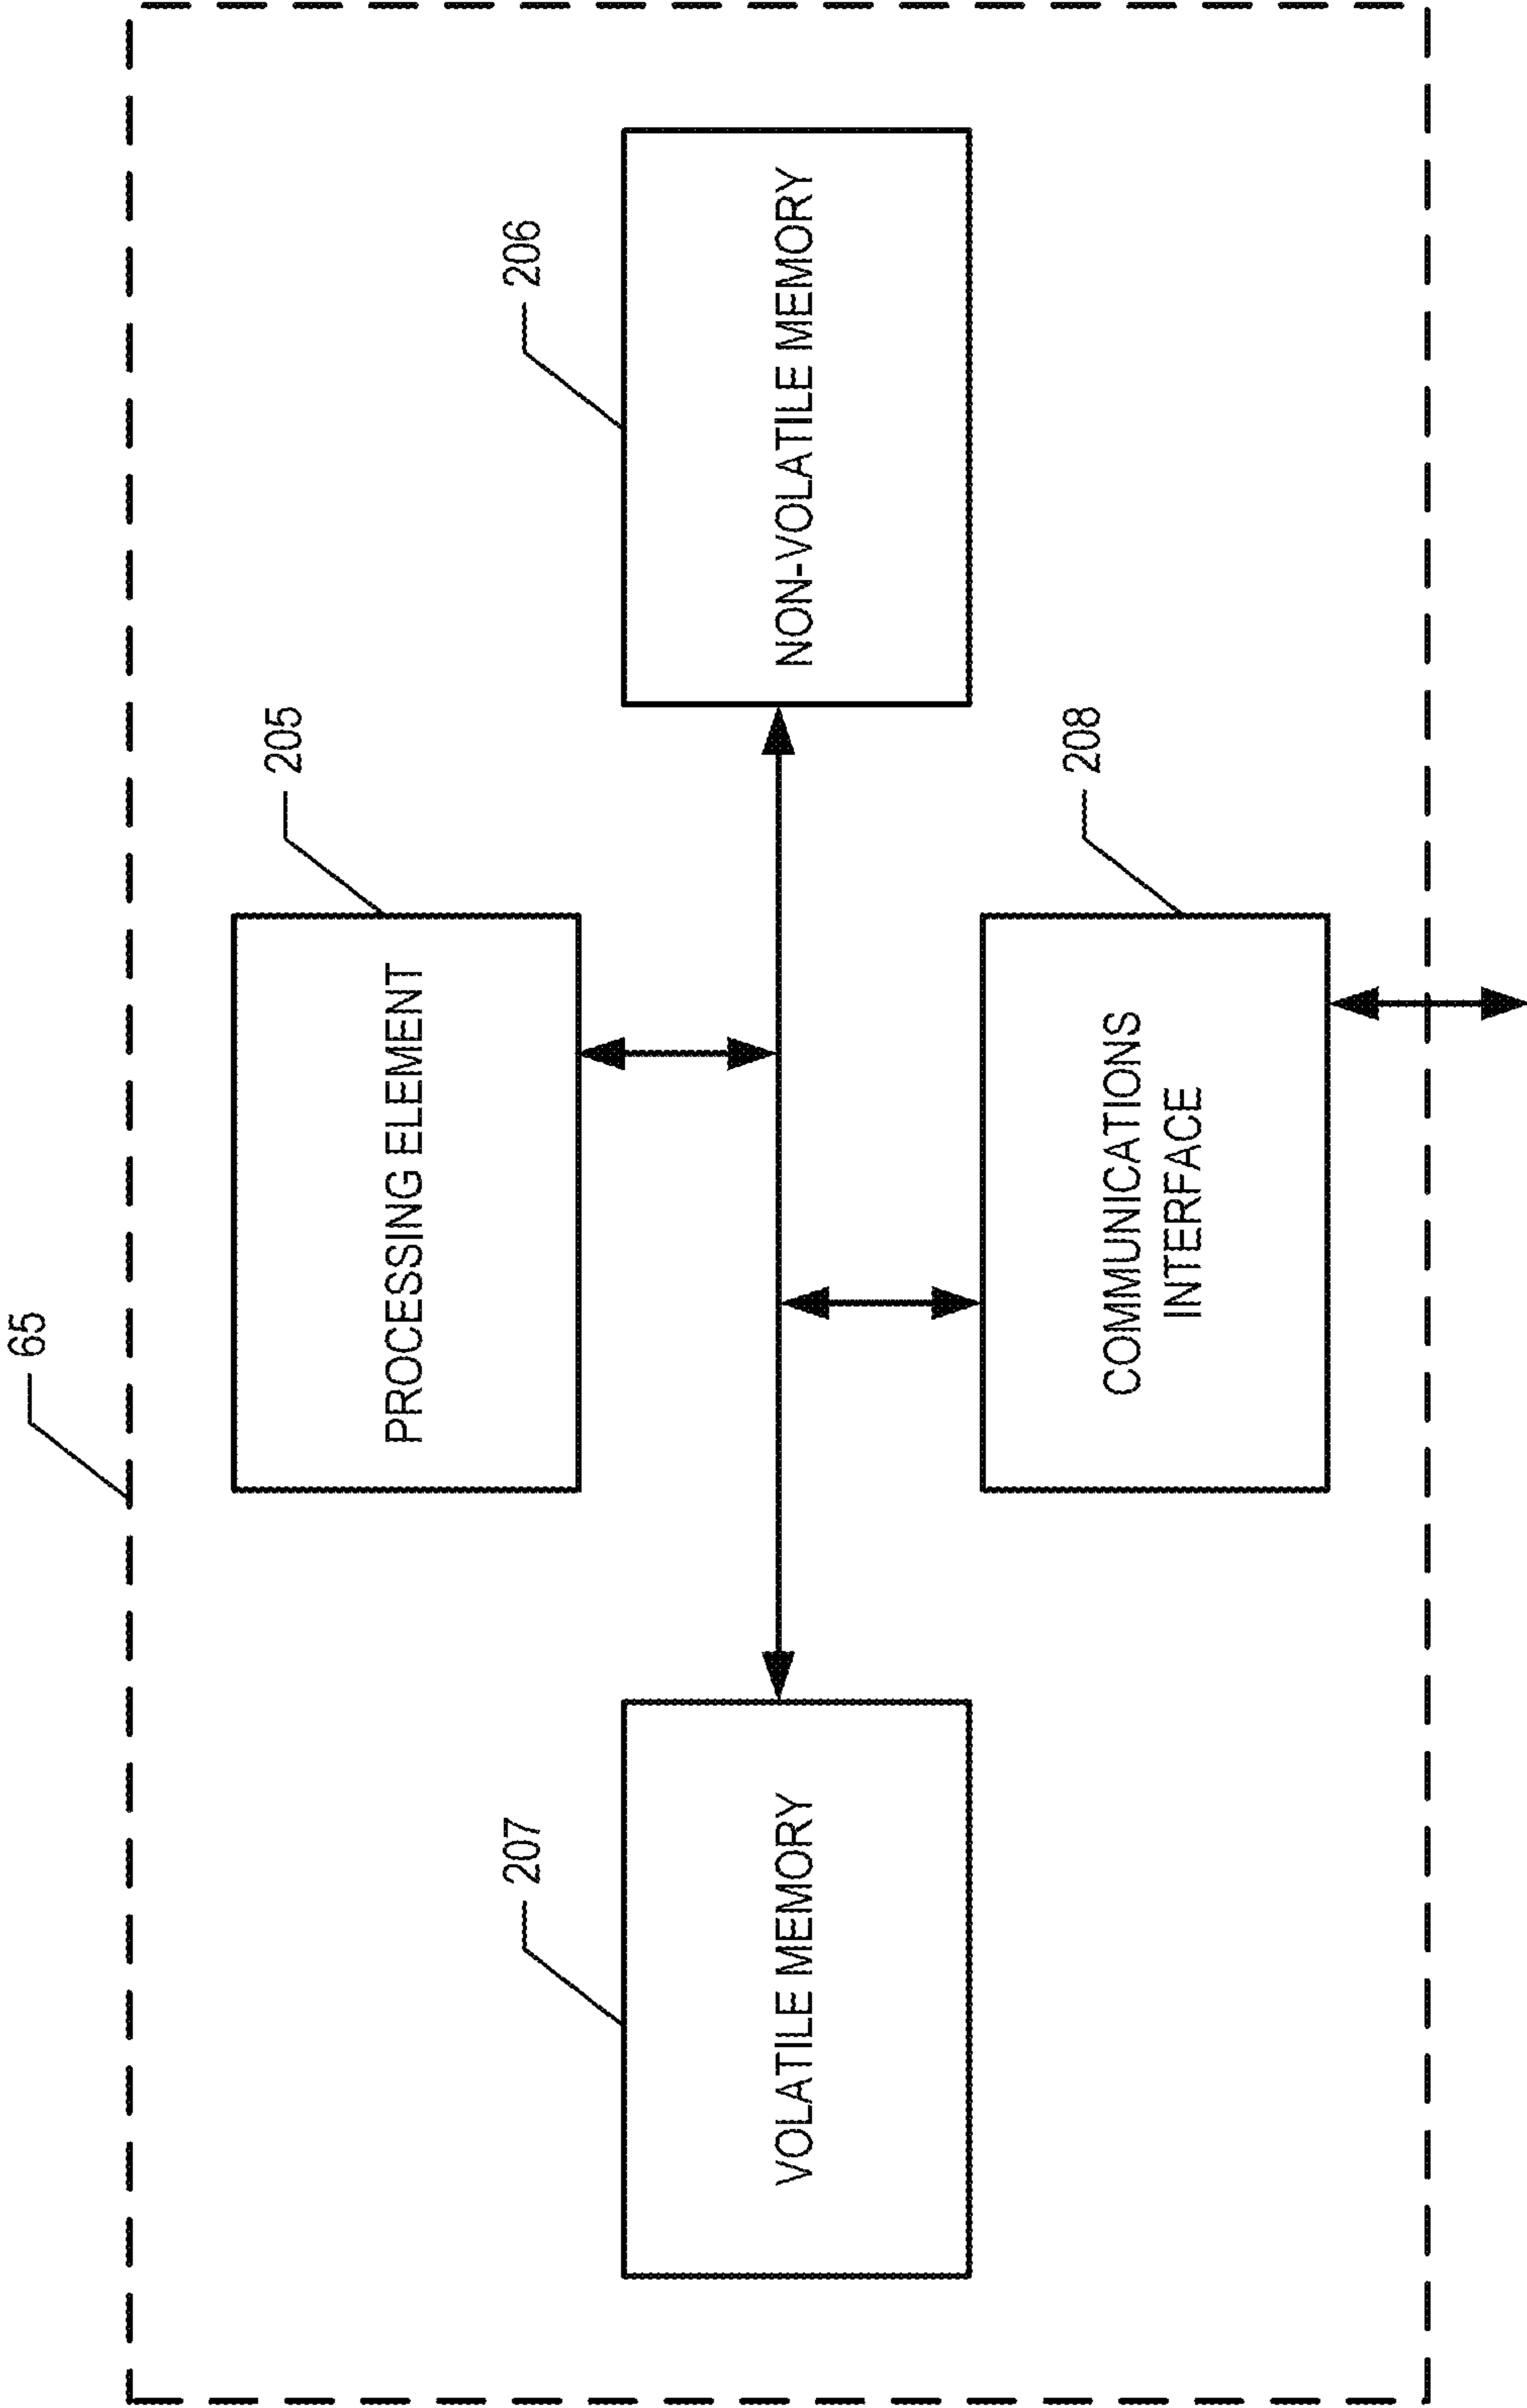 65
205
PROCESSING ELEMENT
207
206
VOLATILE MEMORY
NON-VOLATILE MEMORY
208
COMMUNICATIONS
INTERFACE